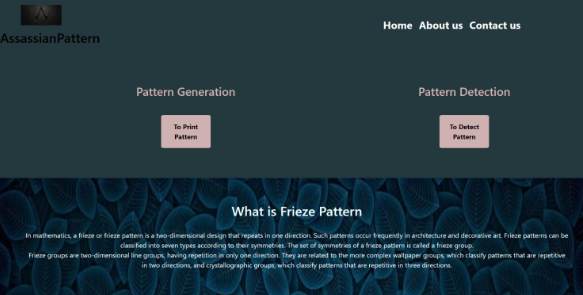 Home About us Contact us
AssassianPattern
Pattern Generation
Pattern Detection
To Print
Pattern
To Detect
Pattern
What is Frieze Pattern
In mathematics, a frieze or frieze pattern is a two-dimensional design that repeats in one direction. Such patterns occur frequently in architecture and decorative art. Frieze patterns can be
classified into seven types according to their symmetries. The set of symmetries of a frieze pattern is called a frieze group.
Frieze groups are two-dimensional line groups, having repetition in only one direction. They are related to the more complex wallpaper groups, which classify patterns that are repetitive
in two directions, and crystallographic groups, which classify patterns that are repetitive in three directions.